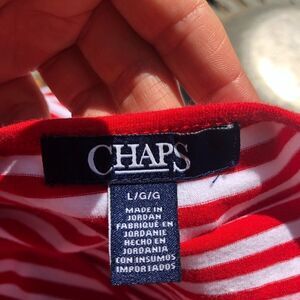 CHAPS
L/G/G
MADE IN
JORDAN
FABRIQUÉ EN
JORDANIE
HECHO EN
JORDANIA
CON INSUMOS
IMPORTADOS